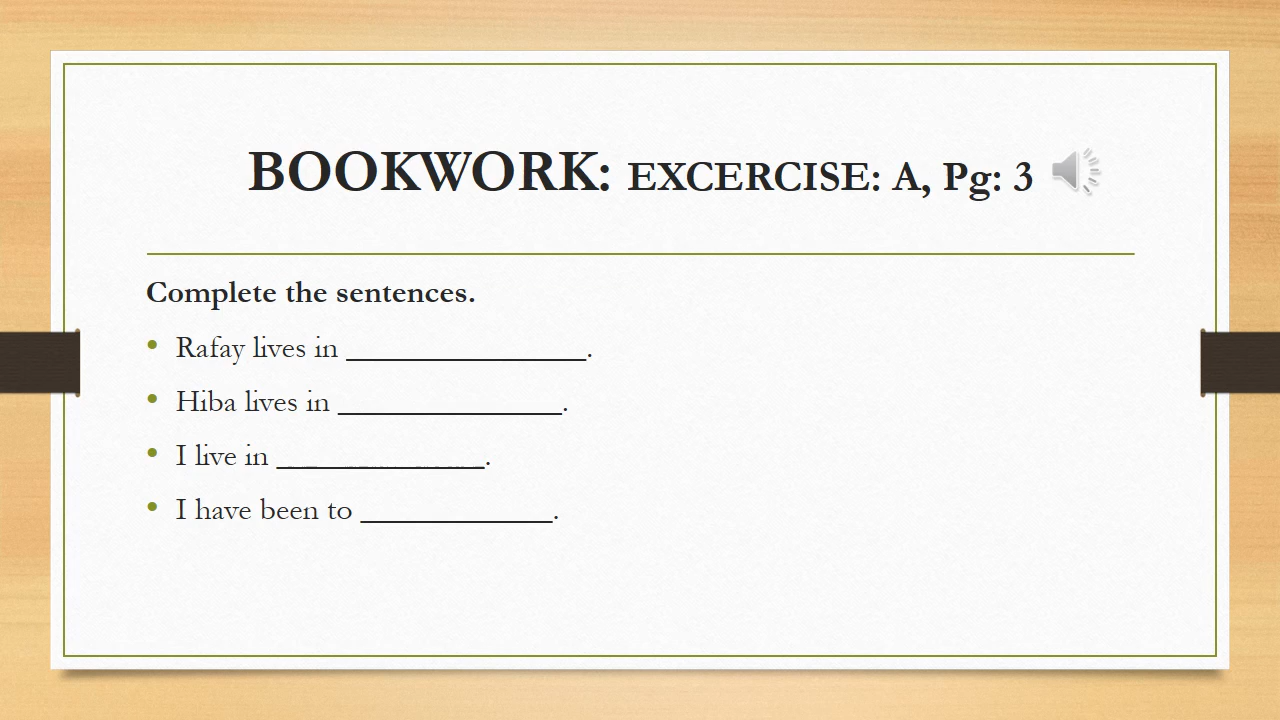 BOOKWORK: EXCERCISE: A, Pg: 3
Complete the sentences.
• Rafay lives in _______________.
• Hiba lives in ______________.
• I live in _____________.
• I have been to ____________.